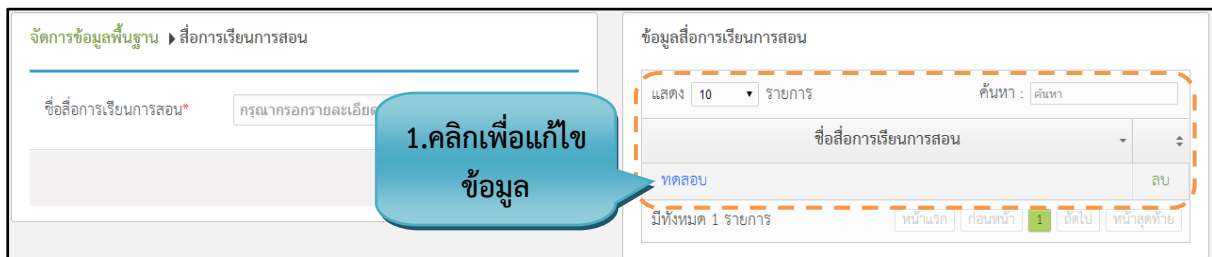 จัดการข้อมูลพื้นฐาน ▶ สื่อการเรียนการสอน
ชื่อสื่อการเรียนการสอน*
กรุณากรอกรายละเอียด
1.คลิกเพื่อแก้ไข
ข้อมูล
ข้อมูลสื่อการเรียนการสอน
แสดง 10 รายการ
ค้นหา : ค้นหา
ชื่อสื่อการเรียนการสอน
ทดสอบ ลบ
มีทั้งหมด 1 รายการ
หน้าแรก ก่อนหน้า 1 ถัดไป หน้าสุดท้าย